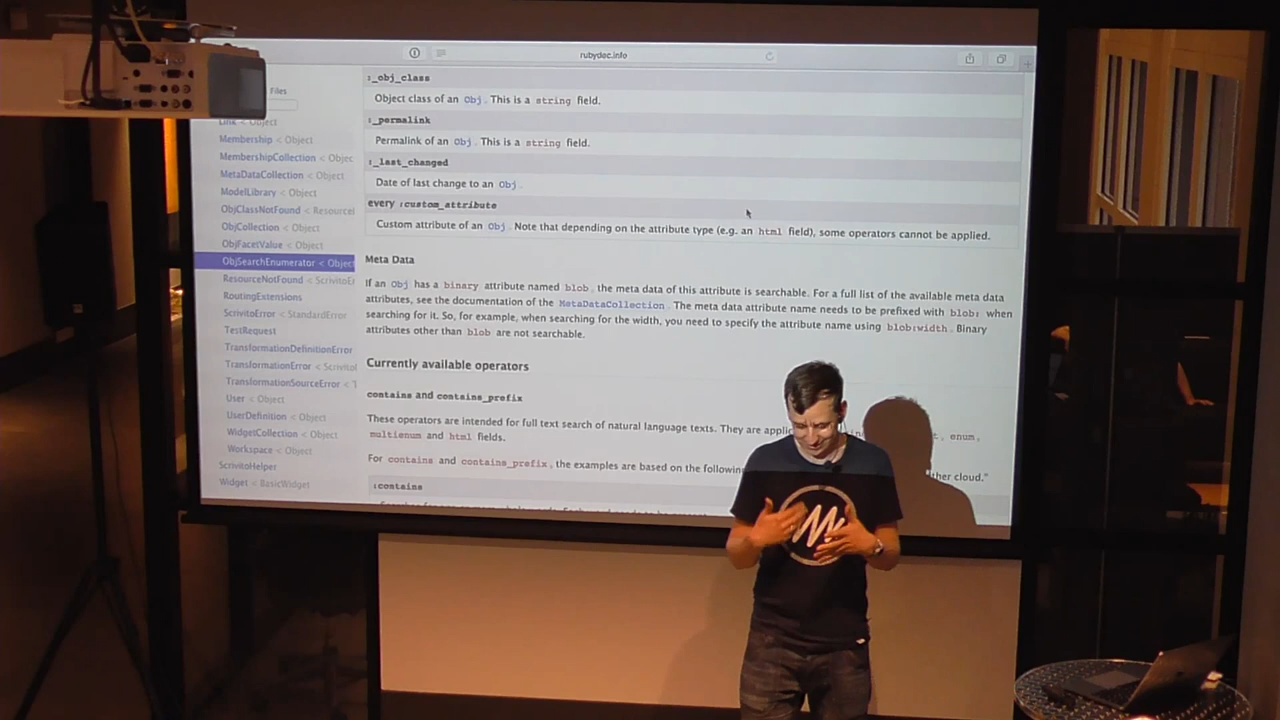 rubydoc.info
Files
Link < Object
Membership < Object
MembershipCollection < Objec
MetaDataCollection < Object
ModelLibrary < Object
ObjClassNotFound < Resource
ObjCollection < Object
ObjFacetValue < Object
ObjSearchEnumerator < Object
ResourceNotFound < ScrivitoEr
RoutingExtensions
ScrivitoError < StandardError
TestRequest
TransformationDefinitionError
TransformationError < Scrivito
TransformationSourceError < T
User < Object
UserDefinition < Object
WidgetCollection < Object
Workspace < Object
ScrivitoHelper
Widget < BasicWidget
:_obj_class
Object class of an Obj. This is a string field.
:_permalink
Permalink of an Obj. This is a string field.
:_last_changed
Date of last change to an Obj.
every :custom_attribute
Custom attribute of an Obj. Note that depending on the attribute type (e.g. an html field), some operators cannot be applied.
Meta Data
If an Obj has a binary attribute named blob, the meta data of this attribute is searchable. For a full list of the available meta data
attributes, see the documentation of the MetaDataCollection. The meta data attribute name needs to be prefixed with blob: when
searching for it. So, for example, when searching for the width, you need to specify the attribute name using blob:width. Binary
attributes other than blob are not searchable.
Currently available operators
contains and contains_prefix
These operators are intended for full text search of natural language texts. They are applic , enum,
multienum and html fields.
For contains and contains_prefix, the examples are based on the following ther cloud."
:contains